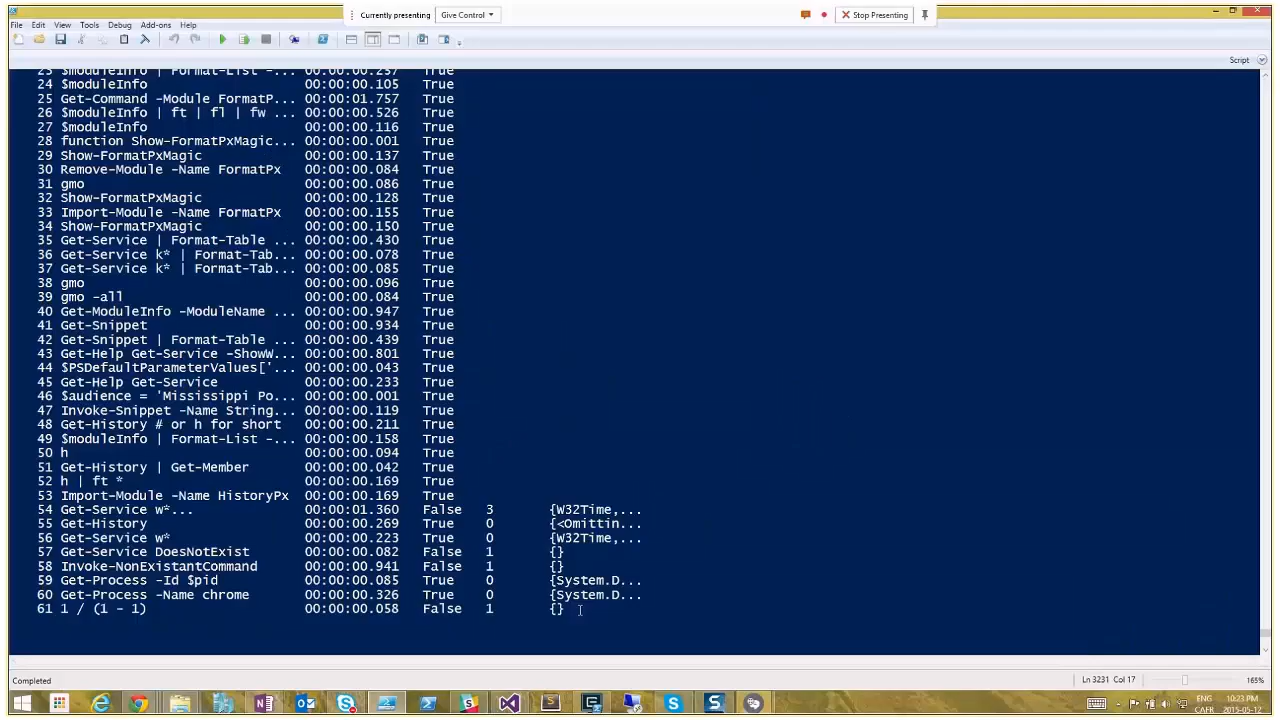 Currently presenting Give Control Stop Presenting
File Edit View Tools Debug Add-ons Help
Script
23 $moduleInfo | Format-List -... 00:00:00.257 True
24 $moduleInfo 00:00:00.105 True
25 Get-Command -Module FormatP... 00:00:01.757 True
26 $moduleInfo | ft | fl | fw ... 00:00:00.526 True
27 $moduleInfo 00:00:00.116 True
28 function Show-FormatPxMagic... 00:00:00.001 True
29 Show-FormatPxMagic 00:00:00.137 True
30 Remove-Module -Name FormatPx 00:00:00.084 True
31 gmo 00:00:00.086 True
32 Show-FormatPxMagic 00:00:00.128 True
33 Import-Module -Name FormatPx 00:00:00.155 True
34 Show-FormatPxMagic 00:00:00.150 True
35 Get-Service | Format-Table ... 00:00:00.430 True
36 Get-Service k* | Format-Tab... 00:00:00.078 True
37 Get-Service k* | Format-Tab... 00:00:00.085 True
38 gmo 00:00:00.096 True
39 gmo -all 00:00:00.084 True
40 Get-ModuleInfo -ModuleName ... 00:00:00.947 True
41 Get-Snippet 00:00:00.934 True
42 Get-Snippet | Format-Table ... 00:00:00.439 True
43 Get-Help Get-Service -ShowW... 00:00:00.801 True
44 $PSDefaultParameterValues['... 00:00:00.043 True
45 Get-Help Get-Service 00:00:00.233 True
46 $audience = 'Mississippi Po... 00:00:00.001 True
47 Invoke-Snippet -Name String... 00:00:00.119 True
48 Get-History # or h for short 00:00:00.211 True
49 $moduleInfo | Format-List -... 00:00:00.158 True
50 h 00:00:00.094 True
51 Get-History | Get-Member 00:00:00.042 True
52 h | ft * 00:00:00.169 True
53 Import-Module -Name HistoryPx 00:00:00.169 True
54 Get-Service w*... 00:00:01.360 False 3 {W32Time,...
55 Get-History 00:00:00.269 True 0 {<Omittin...
56 Get-Service w* 00:00:00.223 True 0 {W32Time,...
57 Get-Service DoesNotExist 00:00:00.082 False 1 {}
58 Invoke-NonExistantCommand 00:00:00.941 False 1 {}
59 Get-Process -Id $pid 00:00:00.085 True 0 {System.D...
60 Get-Process -Name chrome 00:00:00.326 True 0 {System.D...
61 1 / (1 - 1) 00:00:00.058 False 1 {}
Completed Ln 3231 Col 17 165%
ENG 10:23 PM
CAFR 2015-05-12